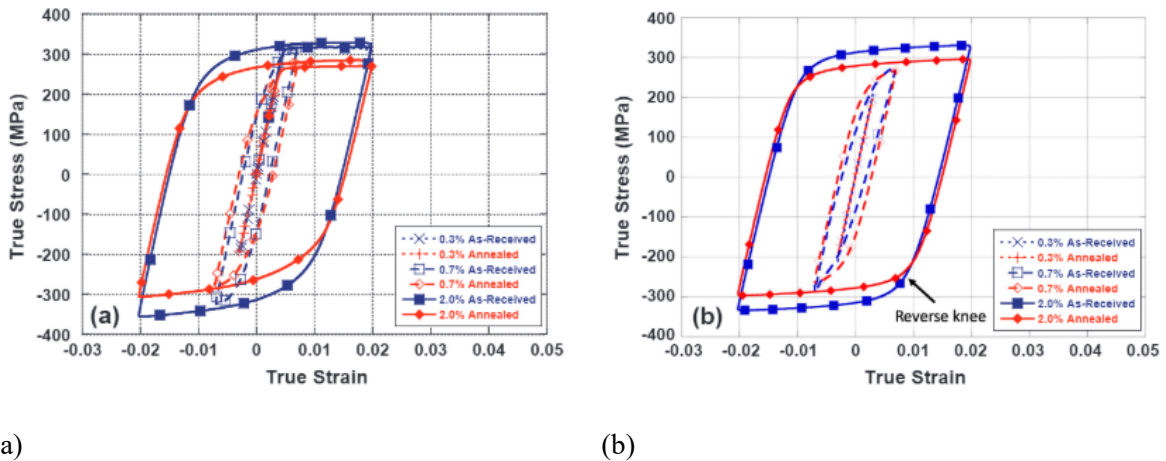 400
300
200
100
0
-100
-200
-300
-400
True Stress (MPa)
(a)
0.3% As-Received
0.3% Annealed
0.7% As-Received
0.7% Annealed
2.0% As-Received
2.0% Annealed
-0.03 -0.02 -0.01 0 0.01 0.02 0.03 0.04 0.05
True Strain
400
300
200
100
0
-100
-200
-300
-400
True Stress (MPa)
(b)
Reverse knee
0.3% As-Received
0.3% Annealed
0.7% As-Received
0.7% Annealed
2.0% As-Received
2.0% Annealed
-0.03 -0.02 -0.01 0 0.01 0.02 0.03 0.04 0.05
True Strain
a) (b)